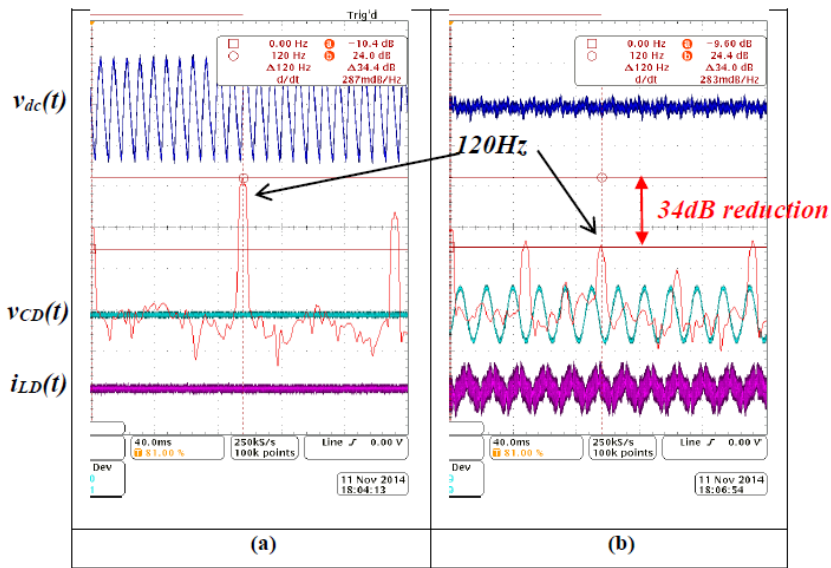 Trig'd
0.00 Hz a −10.4 dB
120 Hz b 24.0 dB
Δ120 Hz Δ34.4 dB
d/dt 287mdB/Hz
0.00 Hz a −9.60 dB
120 Hz b 24.4 dB
Δ120 Hz Δ34.0 dB
d/dt 283mdB/Hz
vdc(t)
120Hz
34dB reduction
vCD(t)
iLD(t)
40.0ms
T 81.00 %
250kS/s
100k points
Line ∫ 0.00 V
Dev
0
1
11 Nov 2014
18:04:13
40.0ms
T 81.00 %
250kS/s
100k points
Line ∫ 0.00 V
Dev
11 Nov 2014
18:06:54
(a) (b)